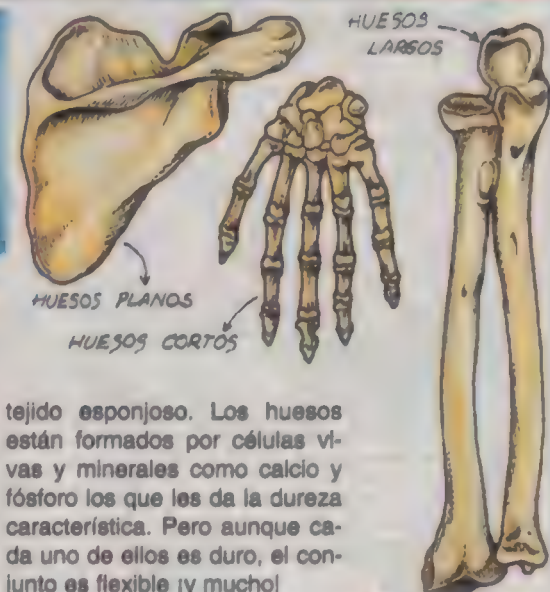 HUESOS
LARGOS
HUESOS PLANOS
HUESOS CORTOS
tejido esponjoso. Los huesos
están formados por células vi-
vas y minerales como calcio y
fósforo los que les da la dureza
característica. Pero aunque ca-
da uno de ellos es duro, el con-
junto es flexible ¡y mucho!